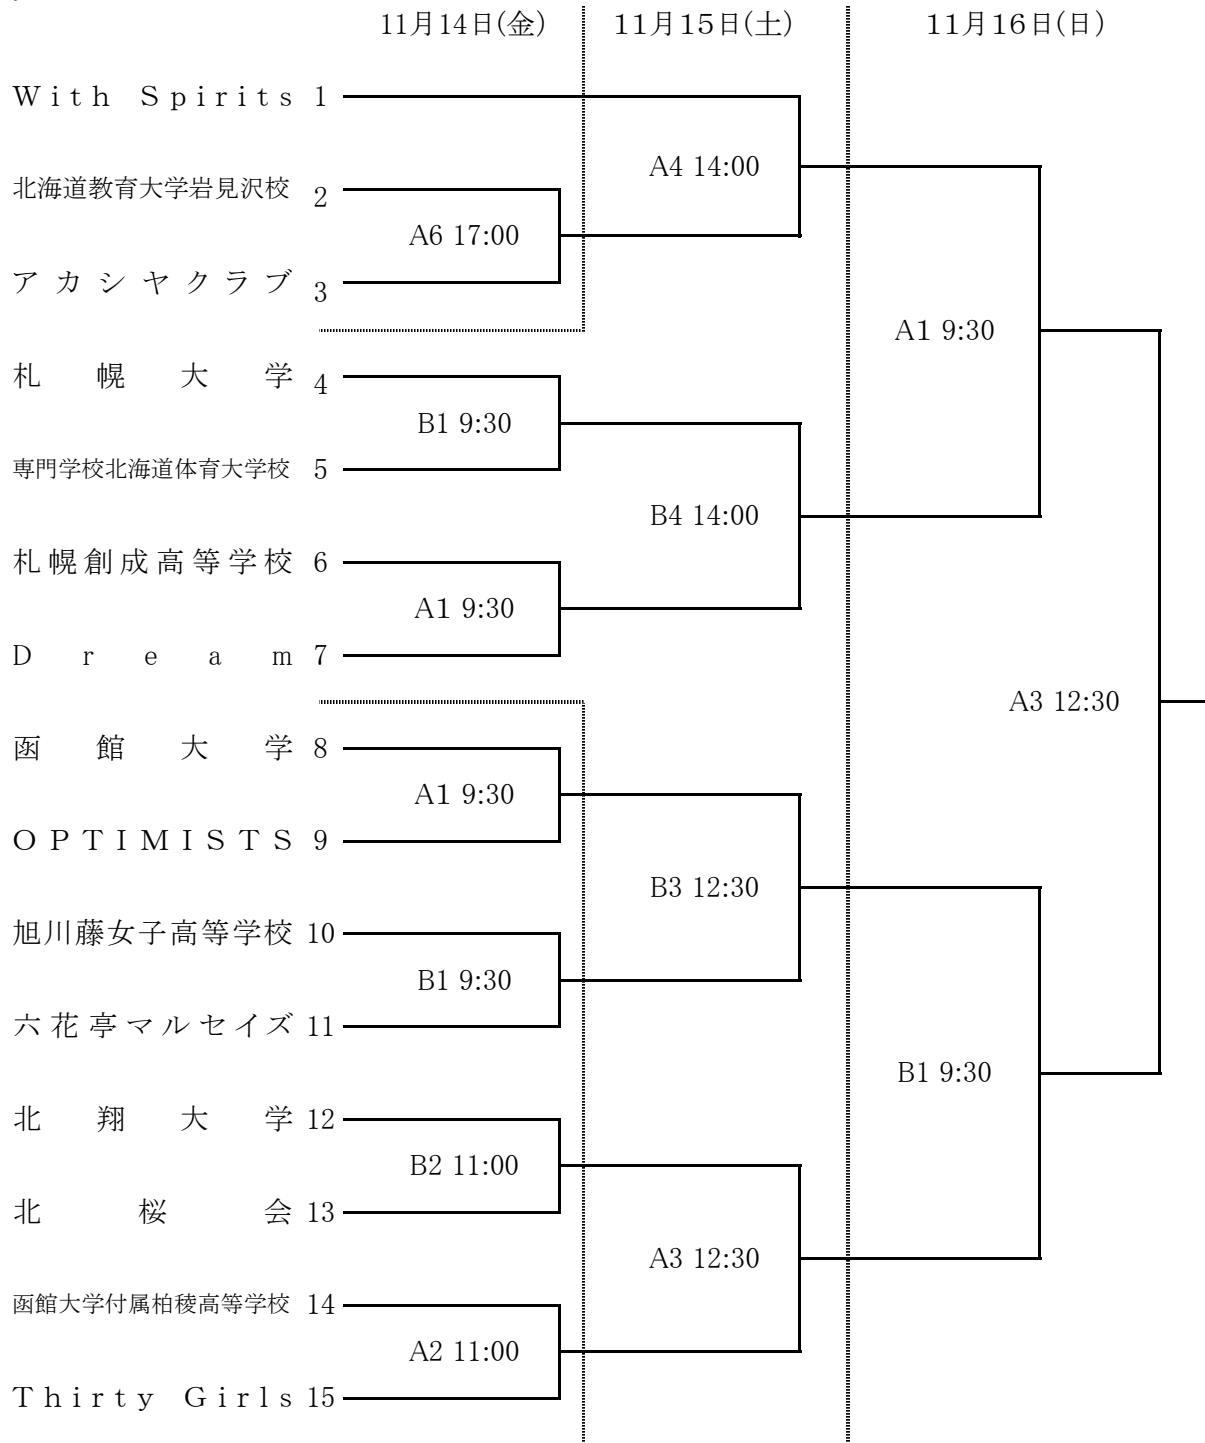 11月14日(金) 11月15日(土) 11月16日(日)
With Spirits 1
A4 14:00
北海道教育大学岩見沢校 2
A6 17:00
アカシヤクラブ 3
A1 9:30
札幌大学 4
B1 9:30
専門学校北海道体育大学校 5
B4 14:00
札幌創成高等学校 6
A1 9:30
Dream 7
A3 12:30
函館大学 8
A1 9:30
OPTIMISTS 9
B3 12:30
旭川藤女子高等学校 10
B1 9:30
六花亭マルセイズ 11
B1 9:30
北翔大学 12
B2 11:00
北桜会 13
A3 12:30
函館大学付属柏稜高等学校 14
A2 11:00
Thirty Girls 15